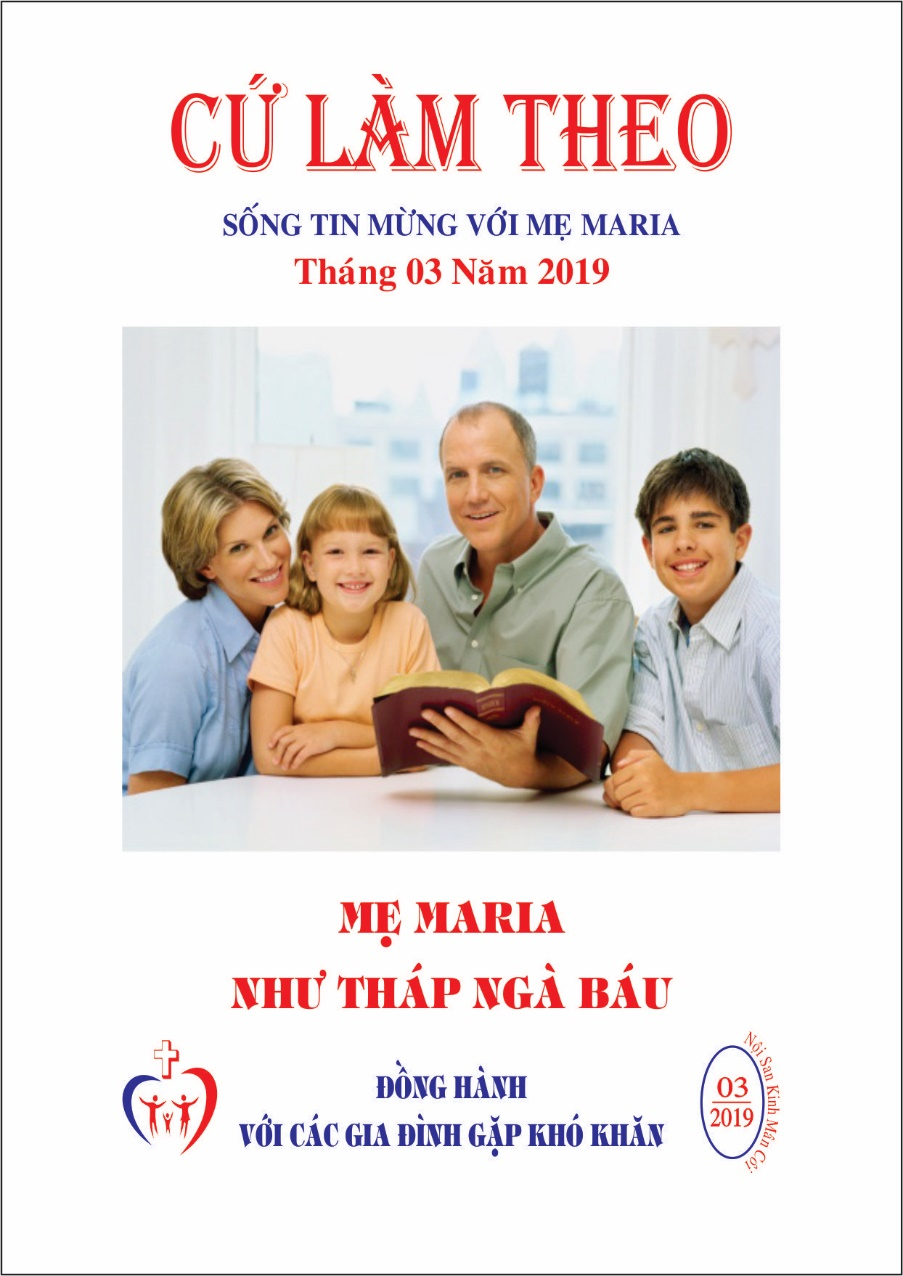 CỨ LÀM THEO
SỐNG TIN MỪNG VỚI MẸ MARIA
Tháng 03 Năm 2019
MẸ MARIA
NHƯ THÁP NGÀ BÁU
ĐỒNG HÀNH
VỚI CÁC GIA ĐÌNH GẶP KHÓ KHĂN
03
2019
Nội San Kinh Mân Côi